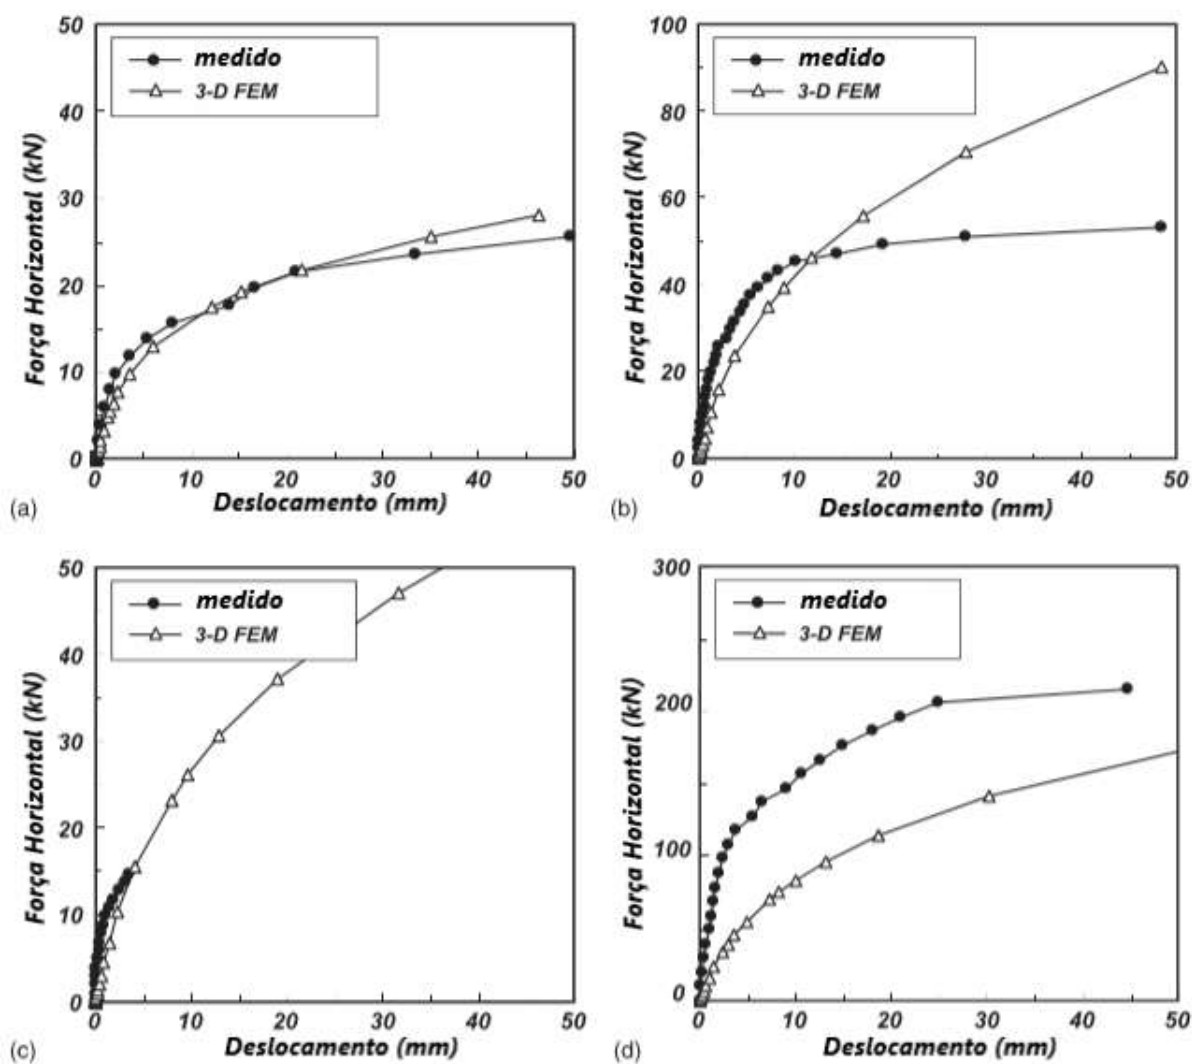 50
40
30
20
10
0
Força Horizontal (kN)
medido
3-D FEM
0 10 20 30 40 50
Deslocamento (mm)
(a)
100
80
60
40
20
0
Força Horizontal (kN)
medido
3-D FEM
0 10 20 30 40 50
Deslocamento (mm)
(b)
50
40
30
20
10
0
Força Horizontal (kN)
medido
3-D FEM
0 10 20 30 40 50
Deslocamento (mm)
(c)
300
200
100
0
Força Horizontal (kN)
medido
3-D FEM
0 10 20 30 40 50
Deslocamento (mm)
(d)